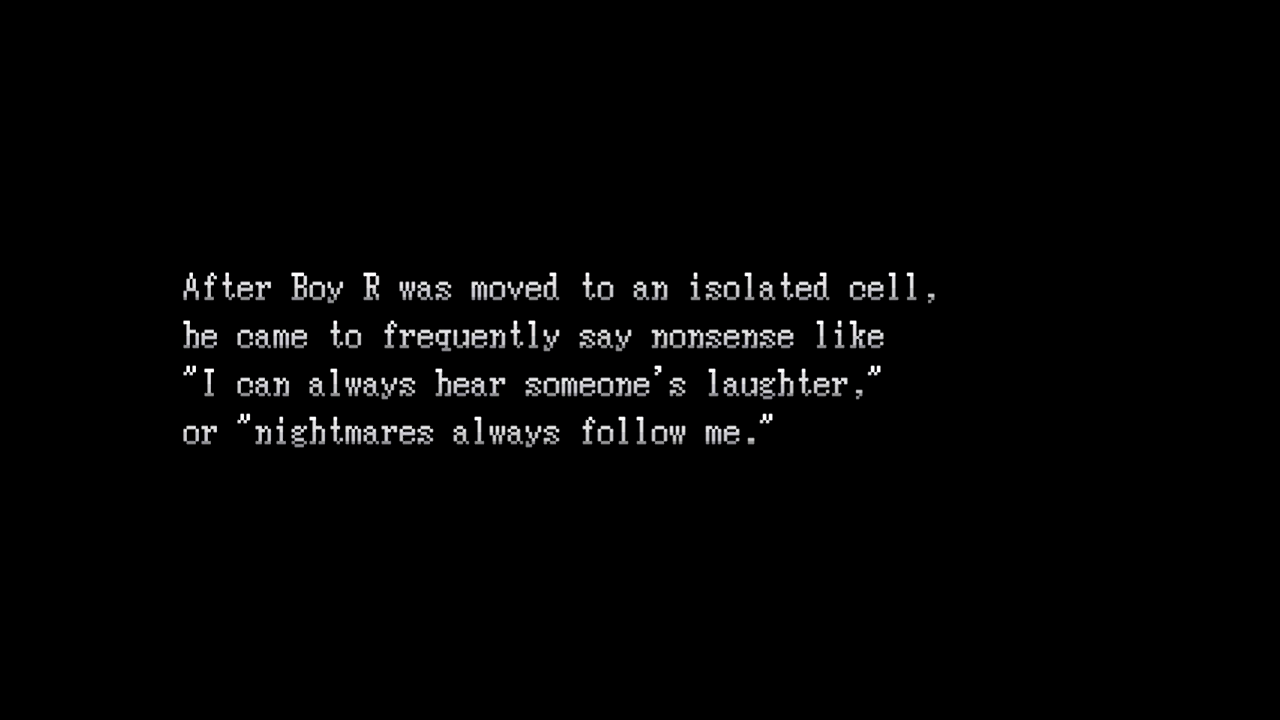 After Boy R was moved to an isolated cell,
he came to frequently say nonsense like
"I can always hear someone's laughter,"
or "nightmares always follow me."